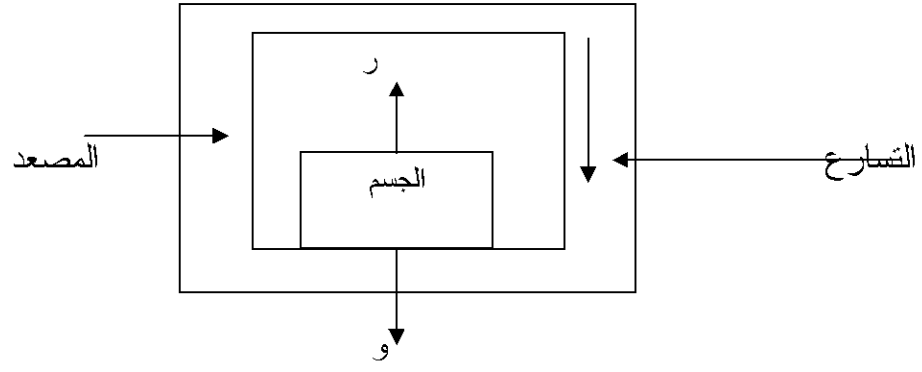 ر
التسارع
المصعد
الجسم
و